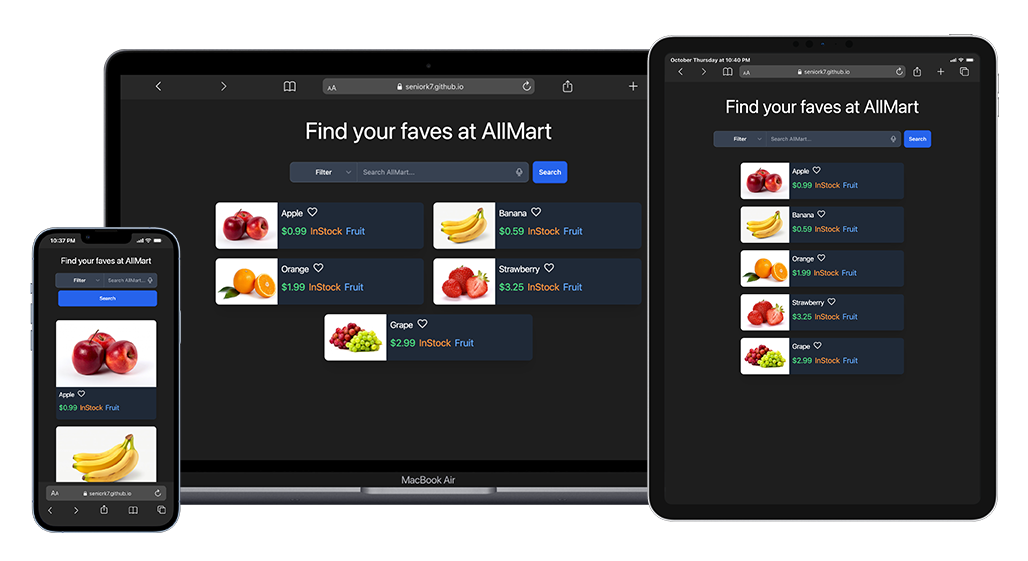 10:37 PM
Find your faves at AllMart
Filter Search AllMart...
Search
Apple
$0.99 InStock Fruit
AA seniork7.github.io
AA seniork7.github.io
Find your faves at AllMart
Filter Search AllMart... Search
Apple
$0.99 InStock Fruit
Banana
$0.59 InStock Fruit
Orange
$1.99 InStock Fruit
Strawberry
$3.25 InStock Fruit
Grape
$2.99 InStock Fruit
MacBook Air
October Thursday at 10:40 PM
AA seniork7.github.io
Find your faves at AllMart
Filter Search AllMart... Search
Apple
$0.99 InStock Fruit
Banana
$0.59 InStock Fruit
Orange
$1.99 InStock Fruit
Strawberry
$3.25 InStock Fruit
Grape
$2.99 InStock Fruit